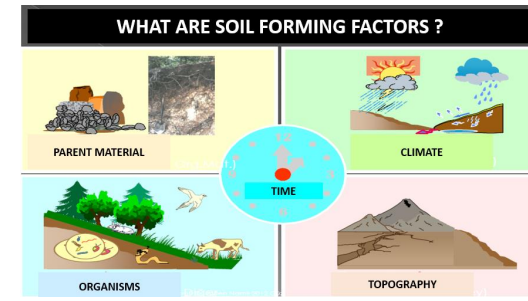 WHAT ARE SOIL FORMING FACTORS ?
PARENT MATERIAL
CLIMATE
TIME
ORGANISMS
TOPOGRAPHY